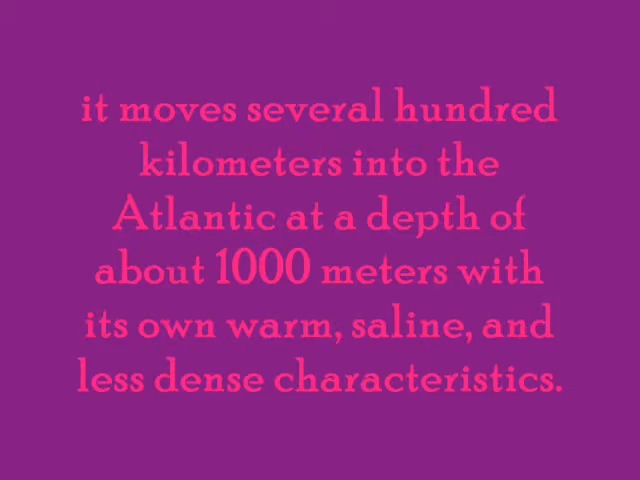 it moves several hundred
kilometers into the
Atlantic at a depth of
about 1000 meters with
its own warm, saline, and
less dense characteristics.